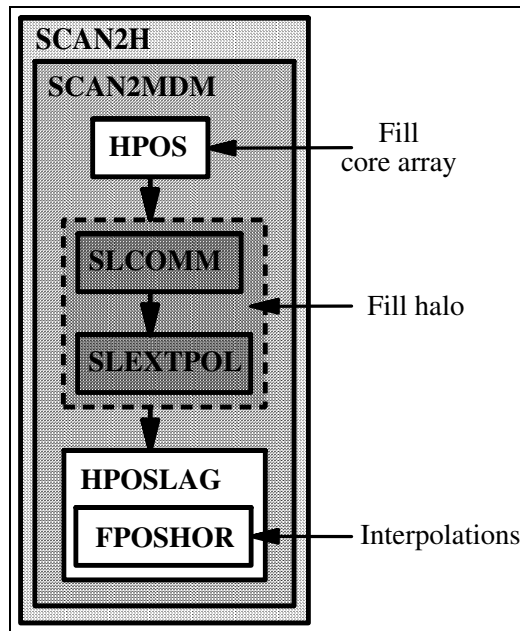 SCAN2H
SCAN2MDM
HPOS
Fill
core array
SLCOMM
Fill halo
SLEXTPOL
HPOSLAG
FPOSHOR
Interpolations